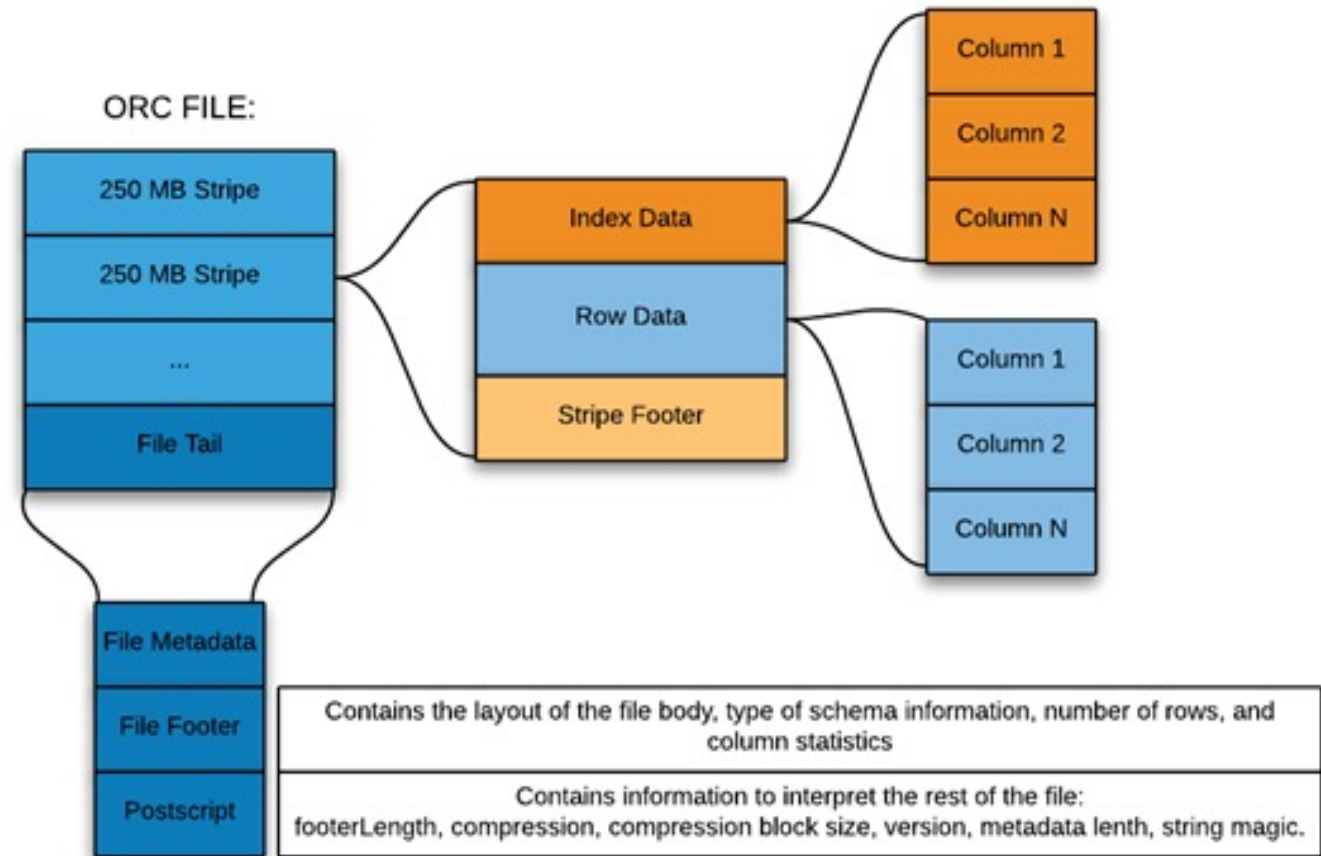 ORC FILE:
250 MB Stripe
250 MB Stripe
...
File Tail
Index Data
Row Data
Stripe Footer
Column 1
Column 2
Column N
Column 1
Column 2
Column N
File Metadata
File Footer
Contains the layout of the file body, type of schema information, number of rows, and
column statistics
Postscript
Contains information to interpret the rest of the file:
footerLength, compression, compression block size, version, metadata lenth, string magic.